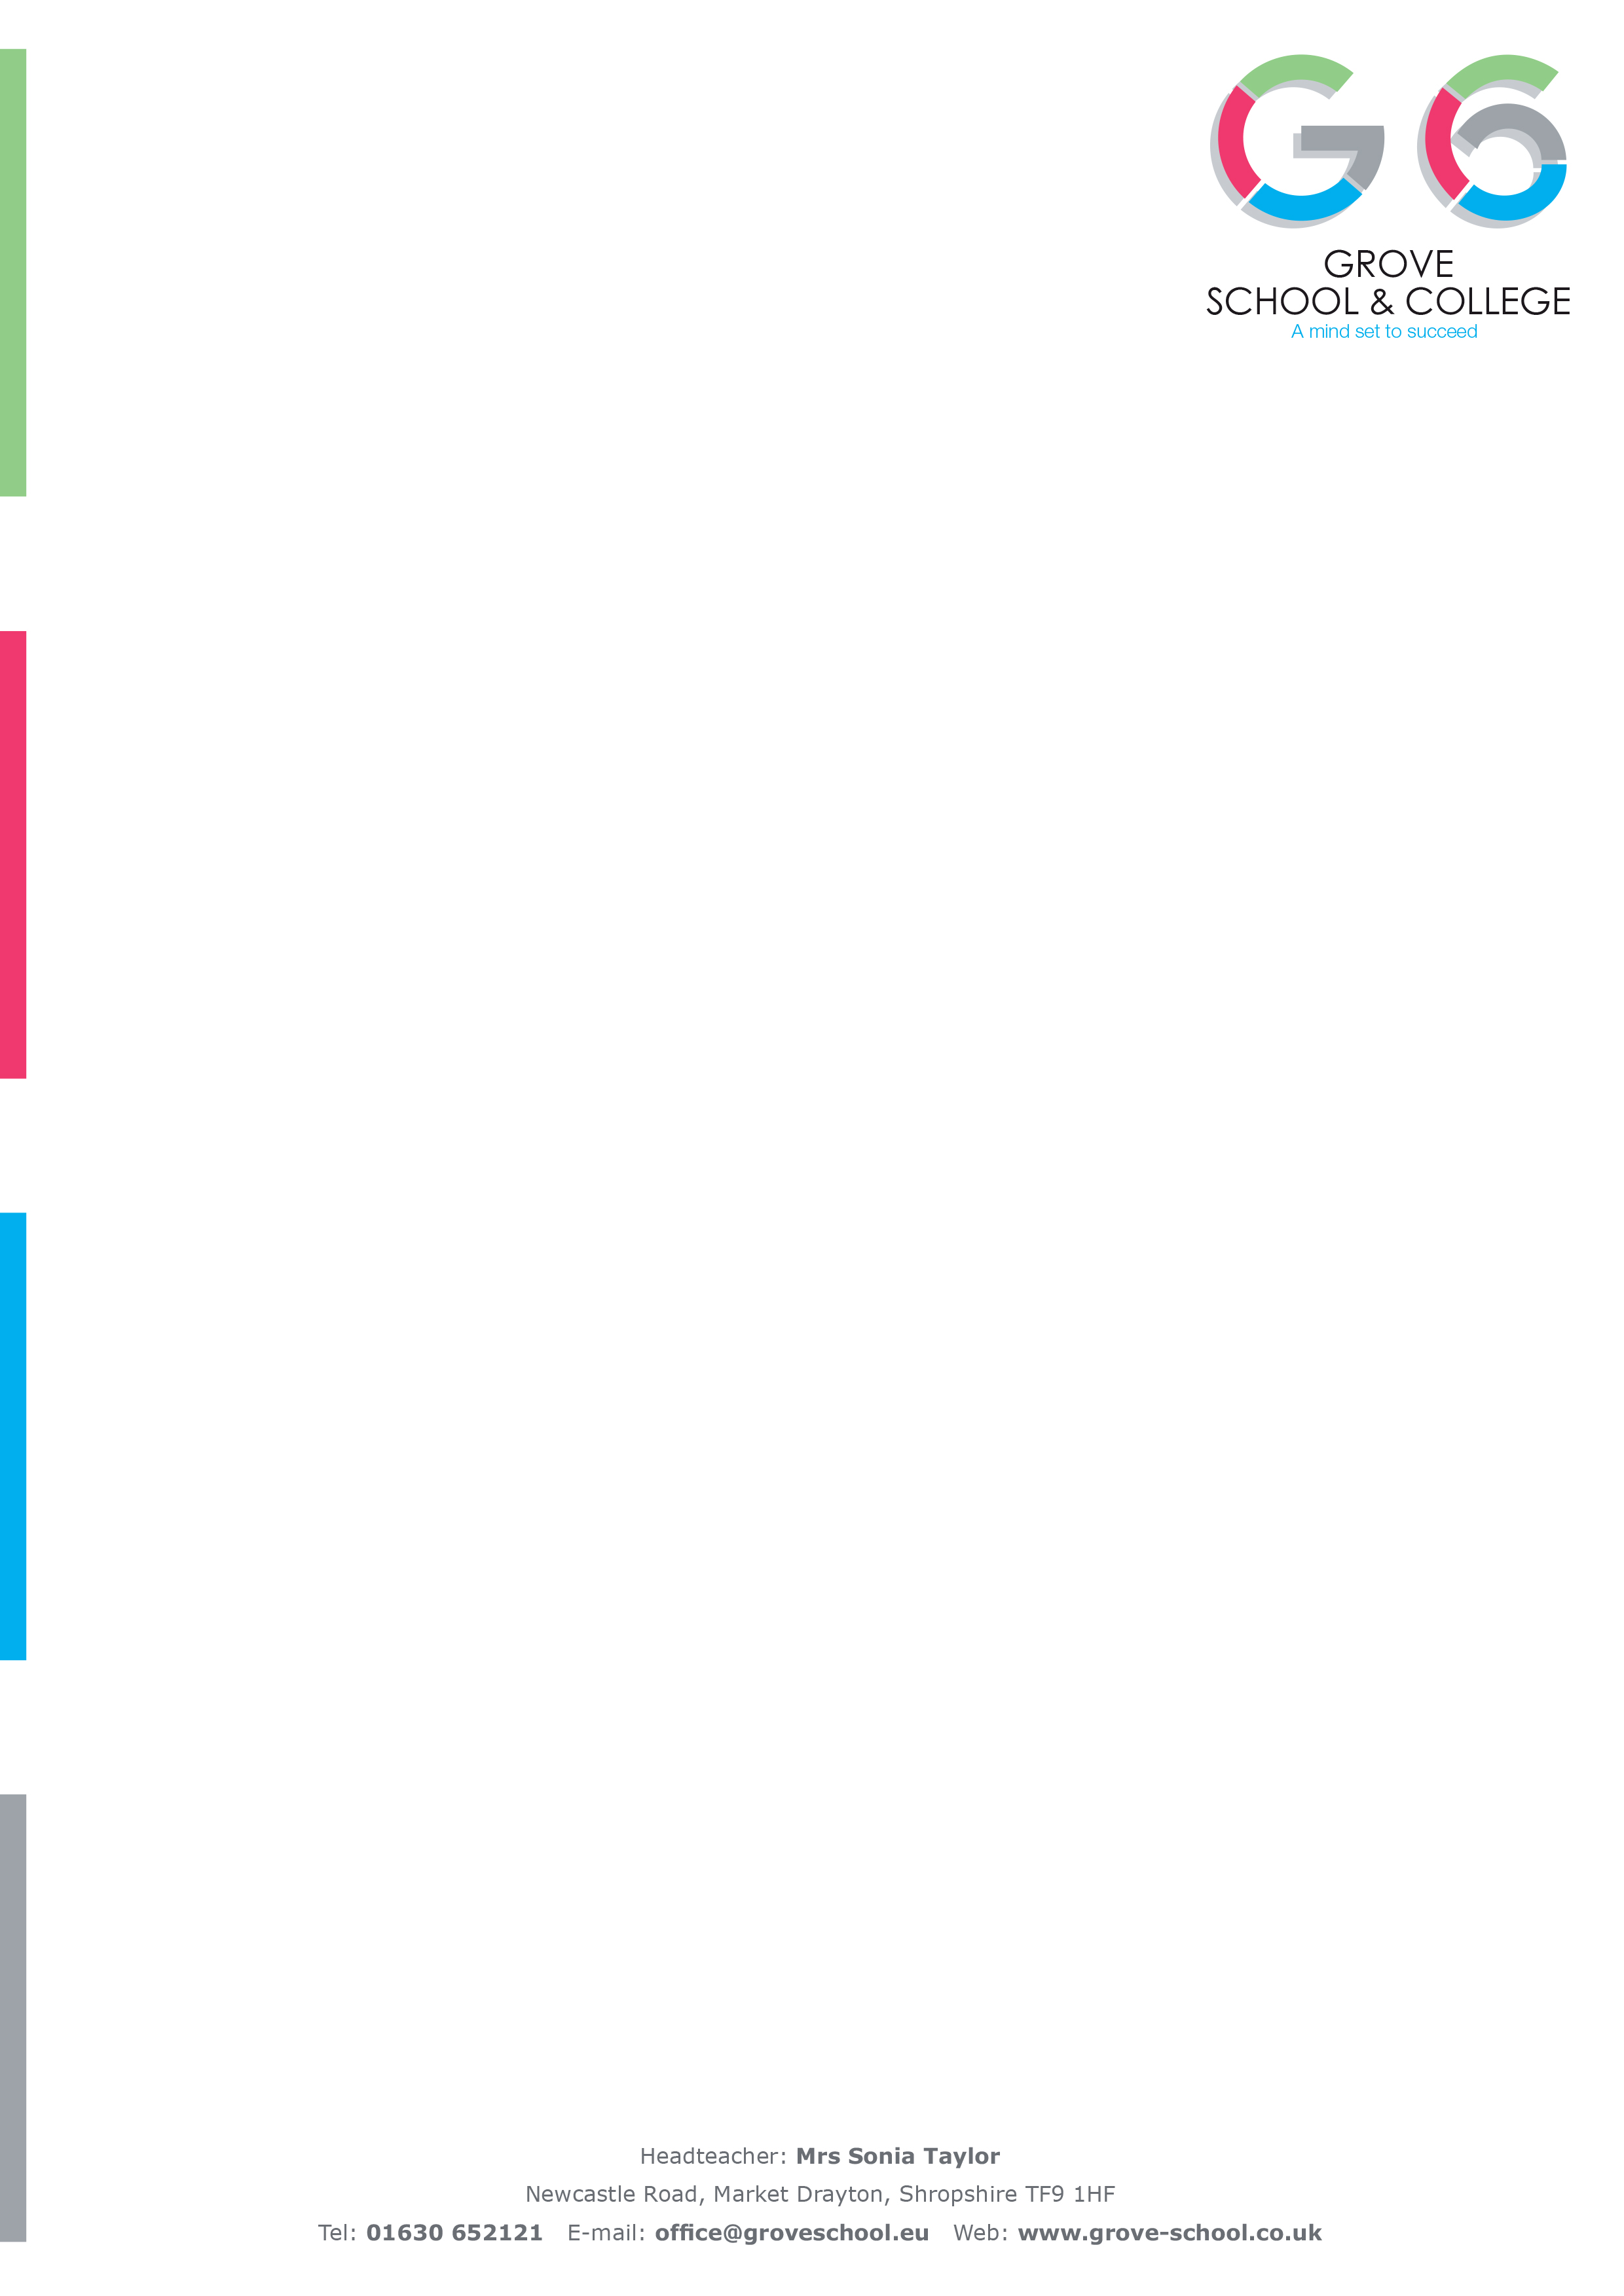 G6
GROVE
SCHOOL & COLLEGE
A mind set to succeed
Headteacher: Mrs Sonia Taylor
Newcastle Road, Market Drayton, Shropshire TF9 1HF
Tel: 01630 652121 E-mail: office@groveschool.eu Web: www.grove-school.co.uk